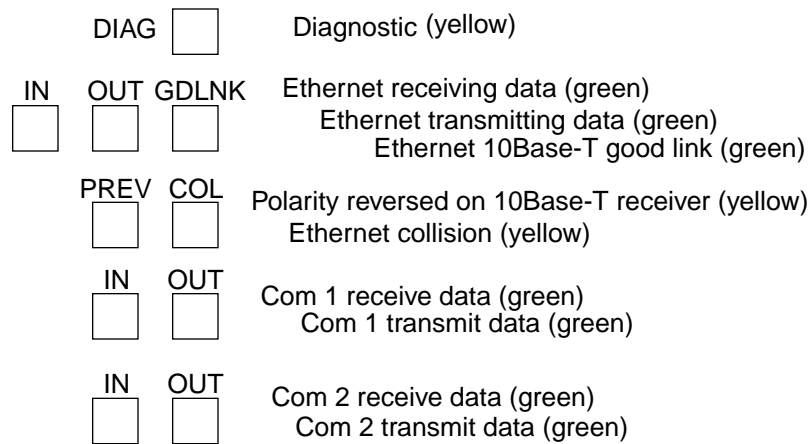 DIAG Diagnostic (yellow)
IN OUT GDLNK Ethernet receiving data (green)
Ethernet transmitting data (green)
Ethernet 10Base-T good link (green)
PREV COL Polarity reversed on 10Base-T receiver (yellow)
Ethernet collision (yellow)
IN OUT
Com 1 receive data (green)
Com 1 transmit data (green)
IN OUT
Com 2 receive data (green)
Com 2 transmit data (green)